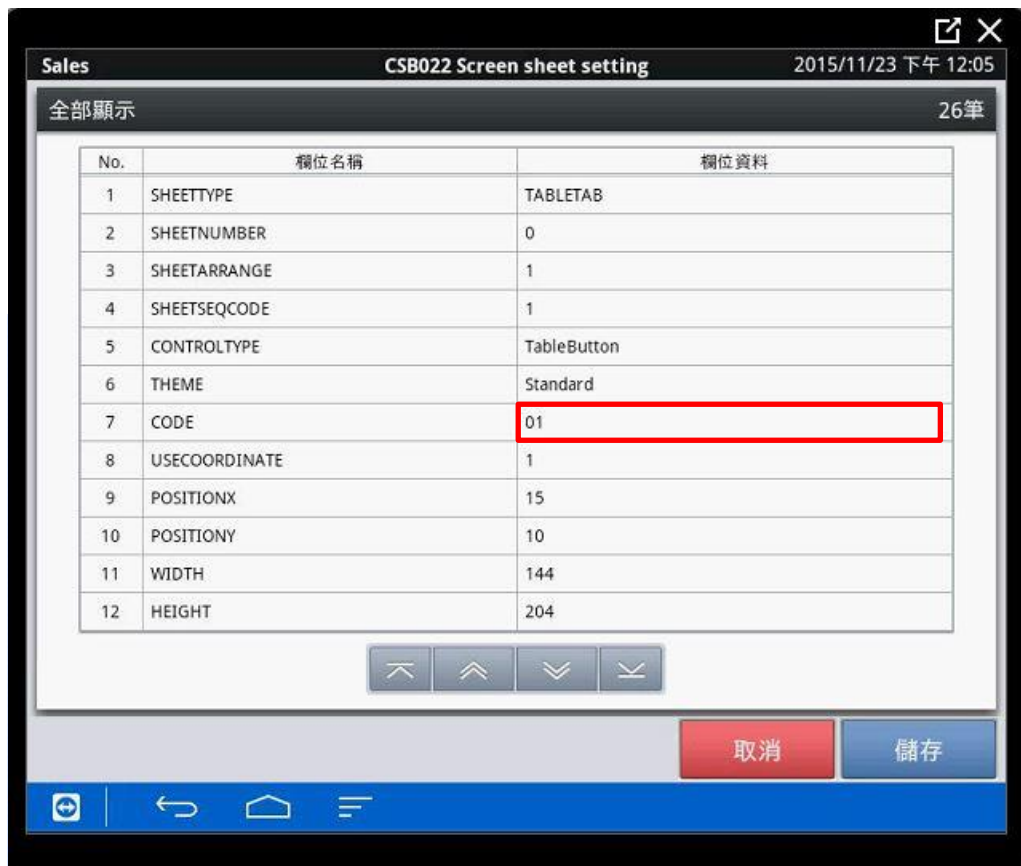 Sales CSB022 Screen sheet setting 2015/11/23 下午 12:05
全部顯示 26筆
No. 欄位名稱 欄位資料
1 SHEETTYPE TABLETAB
2 SHEETNUMBER 0
3 SHEETARRANGE 1
4 SHEETSEQCODE 1
5 CONTROLTYPE TableButton
6 THEME Standard
7 CODE 01
8 USECOORDINATE 1
9 POSITIONX 15
10 POSITIONY 10
11 WIDTH 144
12 HEIGHT 204
取消 儲存